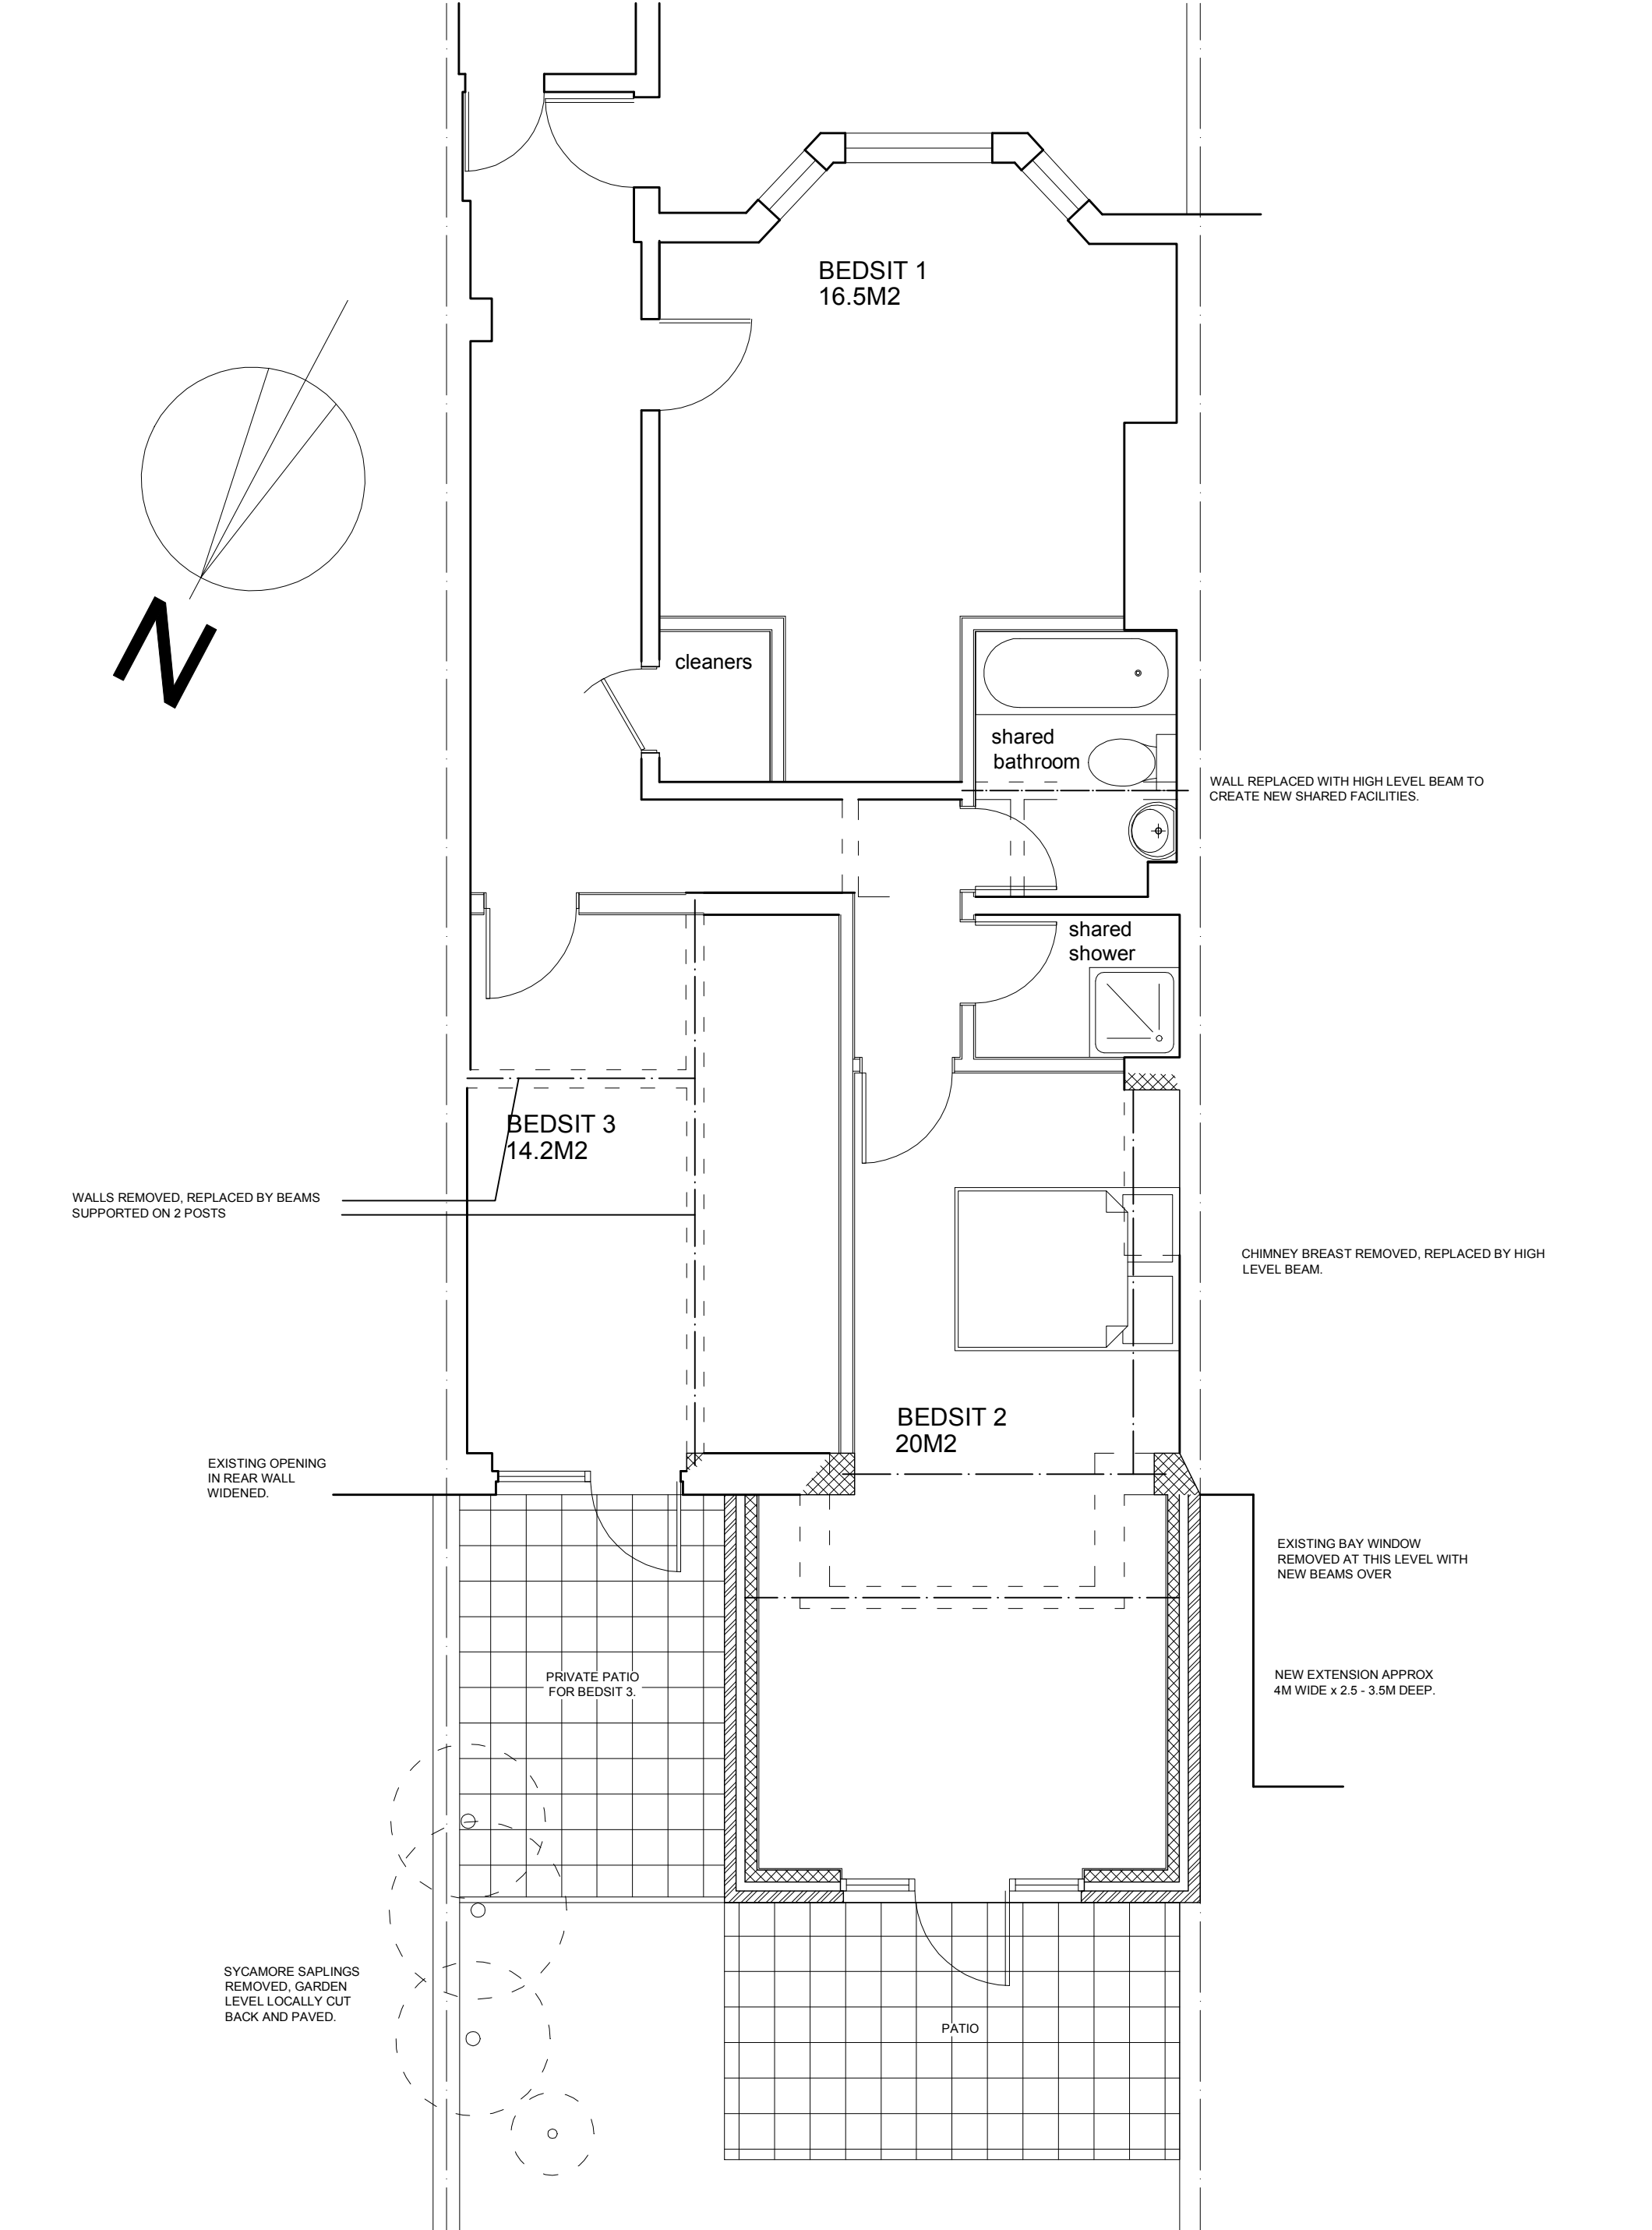 BEDSIT 1
16.5M2
N
cleaners
shared
bathroom
WALL REPLACED WITH HIGH LEVEL BEAM TO
CREATE NEW SHARED FACILITIES.
shared
shower
BEDSIT 3
14.2M2
WALLS REMOVED, REPLACED BY BEAMS
SUPPORTED ON 2 POSTS
CHIMNEY BREAST REMOVED, REPLACED BY HIGH
LEVEL BEAM.
BEDSIT 2
20M2
EXISTING OPENING
IN REAR WALL
WIDENED.
EXISTING BAY WINDOW
REMOVED AT THIS LEVEL WITH
NEW BEAMS OVER
PRIVATE PATIO
FOR BEDSIT 3.
NEW EXTENSION APPROX
4M WIDE x 2.5 - 3.5M DEEP.
SYCAMORE SAPLINGS
REMOVED, GARDEN
LEVEL LOCALLY CUT
BACK AND PAVED.
PATIO